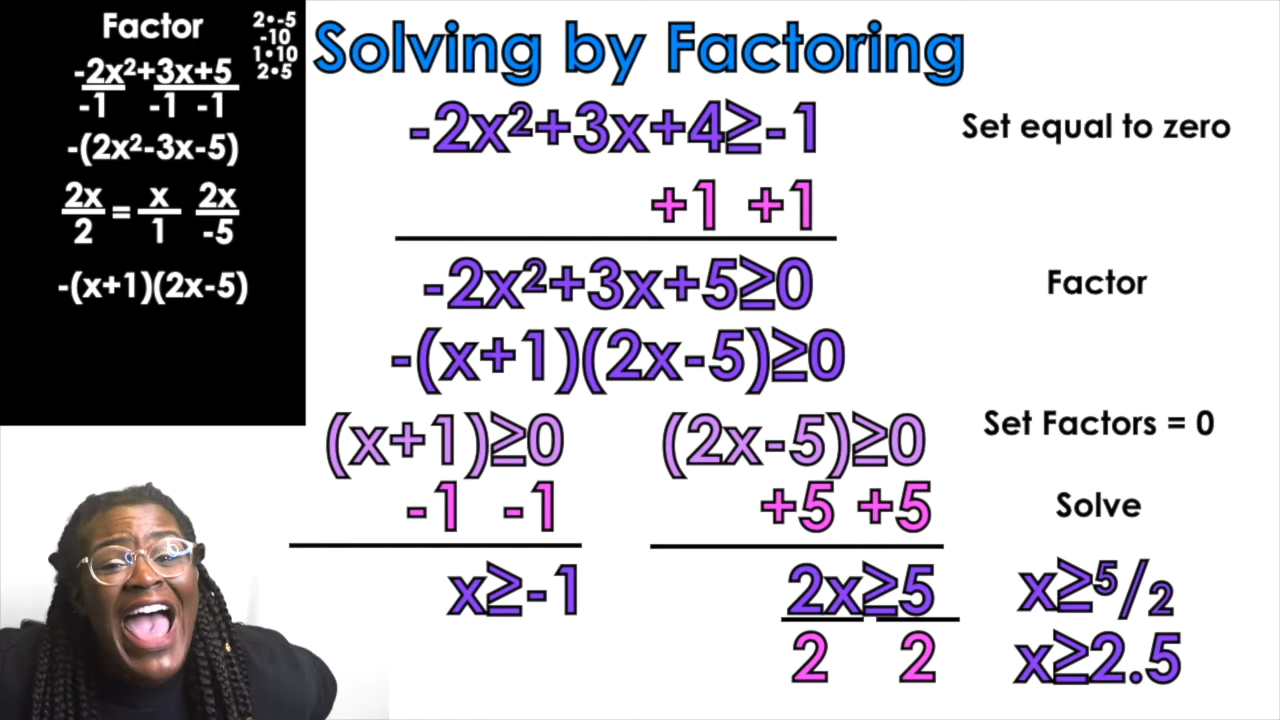 Factor
2•-5
-10
1•10
2•5
-2x²+3x+5
-1 -1 -1
-(2x²-3x-5)
2x/2 = x/1 2x/-5
-(x+1)(2x-5)
Solving by Factoring
-2x²+3x+4≥-1
Set equal to zero
+1 +1
-2x²+3x+5≥0
Factor
-(x+1)(2x-5)≥0
(x+1)≥0 (2x-5)≥0
Set Factors = 0
-1 -1 +5 +5
Solve
x≥-1
2x≥5
2 2
x≥5/2
x≥2.5